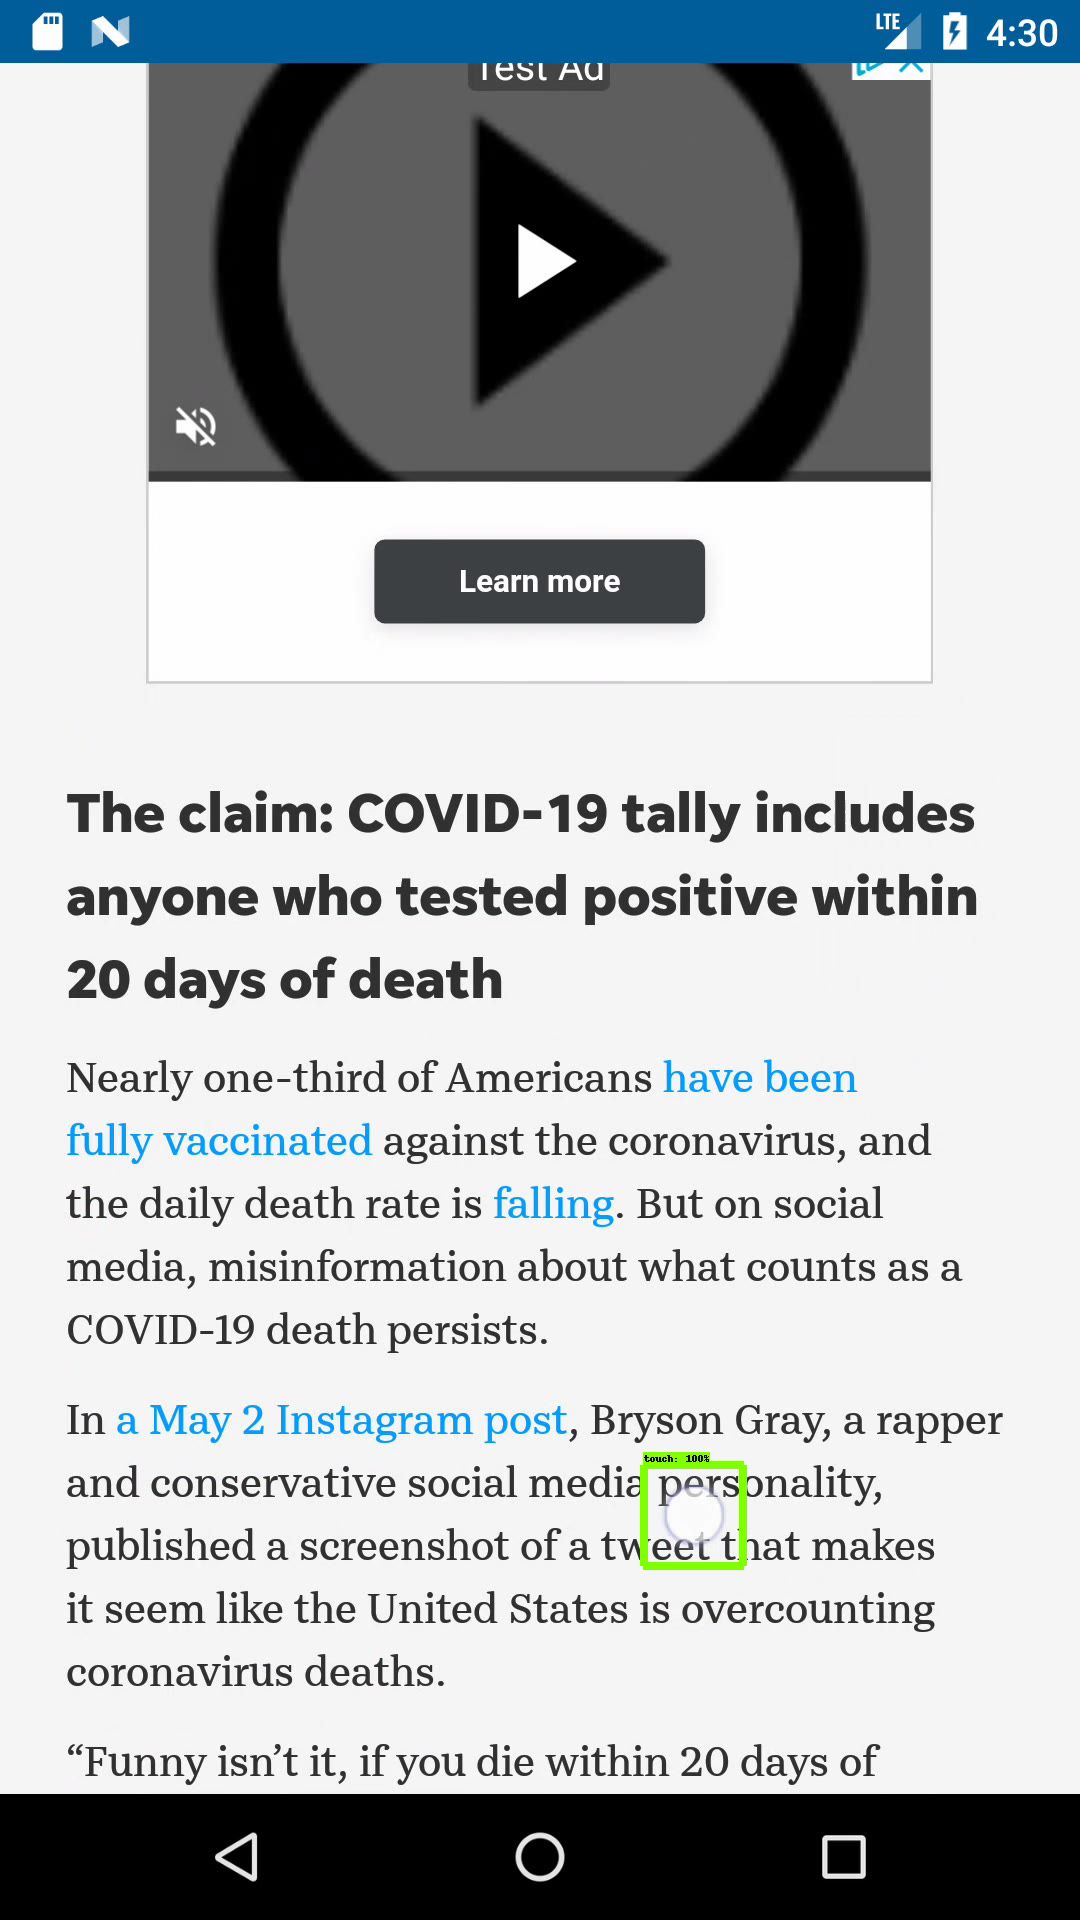 LTE 4:30
Test Ad
Learn more
The claim: COVID-19 tally includes
anyone who tested positive within
20 days of death
Nearly one-third of Americans have been
fully vaccinated against the coronavirus, and
the daily death rate is falling. But on social
media, misinformation about what counts as a
COVID-19 death persists.
In a May 2 Instagram post, Bryson Gray, a rapper
touch: 100%
and conservative social media personality,
published a screenshot of a tweet that makes
it seem like the United States is overcounting
coronavirus deaths.
“Funny isn’t it, if you die within 20 days of